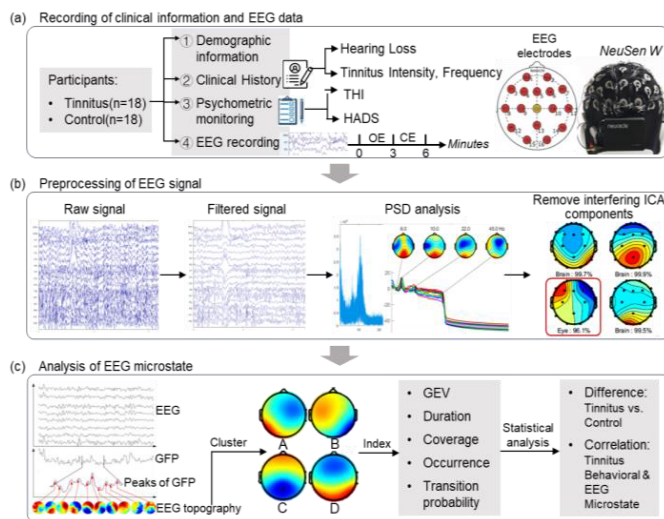 (a) Recording of clinical information and EEG data
Participants:
• Tinnitus(n=18)
• Control(n=18)
① Demographic
information
② Clinical History
③ Psychometric
monitoring
④ EEG recording
Hearing Loss
Tinnitus Intensity, Frequency
THI
HADS
OE CE
0 3 6
Minutes
EEG
electrodes
NeuSen W
(b) Preprocessing of EEG signal
Raw signal
Filtered signal
PSD analysis
Remove interfering ICA
components
Brain : 99.7%
Brain : 99.9%
Eye : 96.1%
Brain : 99.5%
(c) Analysis of EEG microstate
EEG
GFP
Peaks of GFP
EEG topography
Cluster
A
B
C
D
Index
• GEV
• Duration
• Coverage
• Occurrence
• Transition
probability
Statistical
analysis
• Difference:
Tinnitus vs.
Control
• Correlation:
Tinnitus
Behavioral &
EEG
Microstate